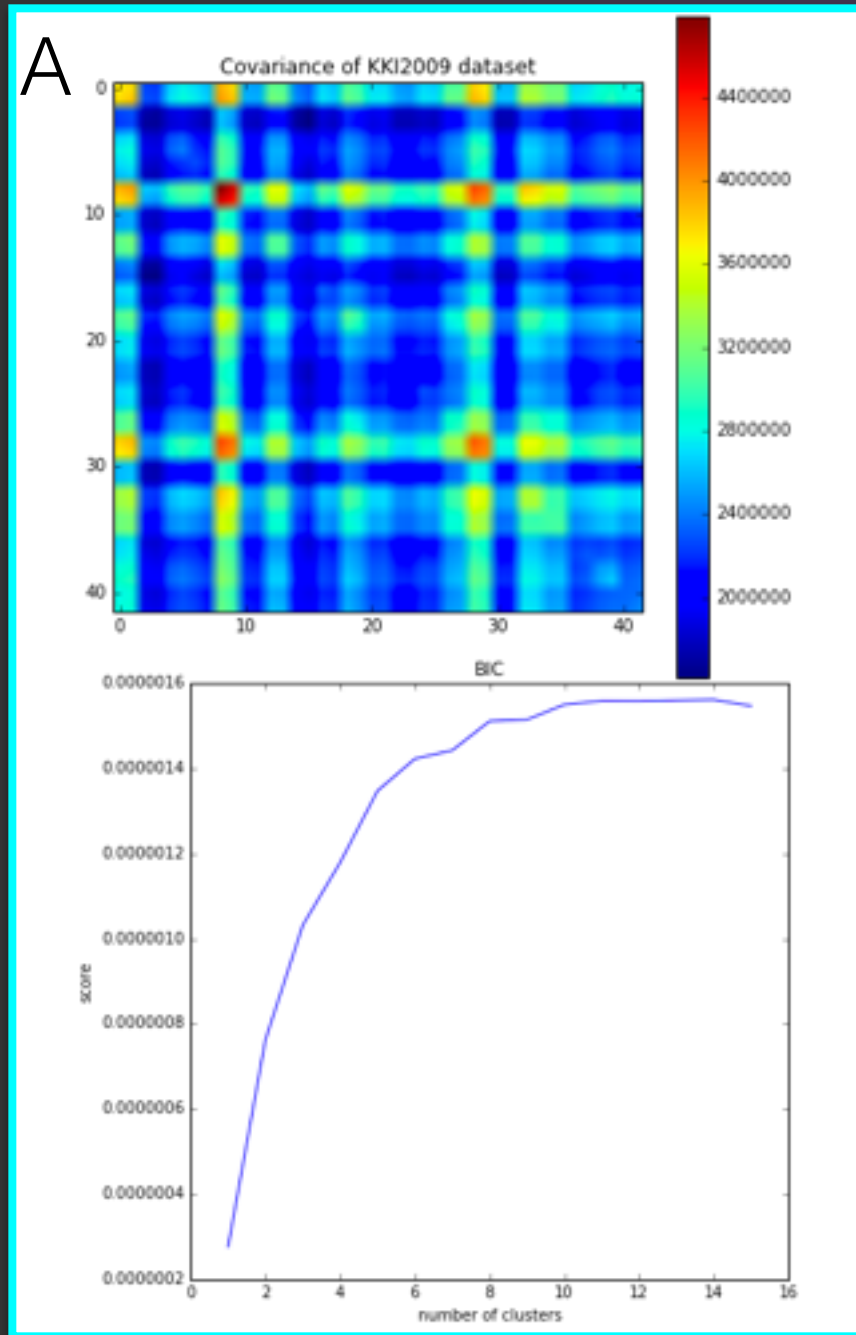 A
Covariance of KKI2009 dataset
0
10
20
30
40
0 10 20 30 40
4400000
4000000
3600000
3200000
2800000
2400000
2000000
BIC
0.0000016
0.0000014
0.0000012
0.0000010
0.0000008
0.0000006
0.0000004
0.0000002
score
0 2 4 6 8 10 12 14 16
number of clusters